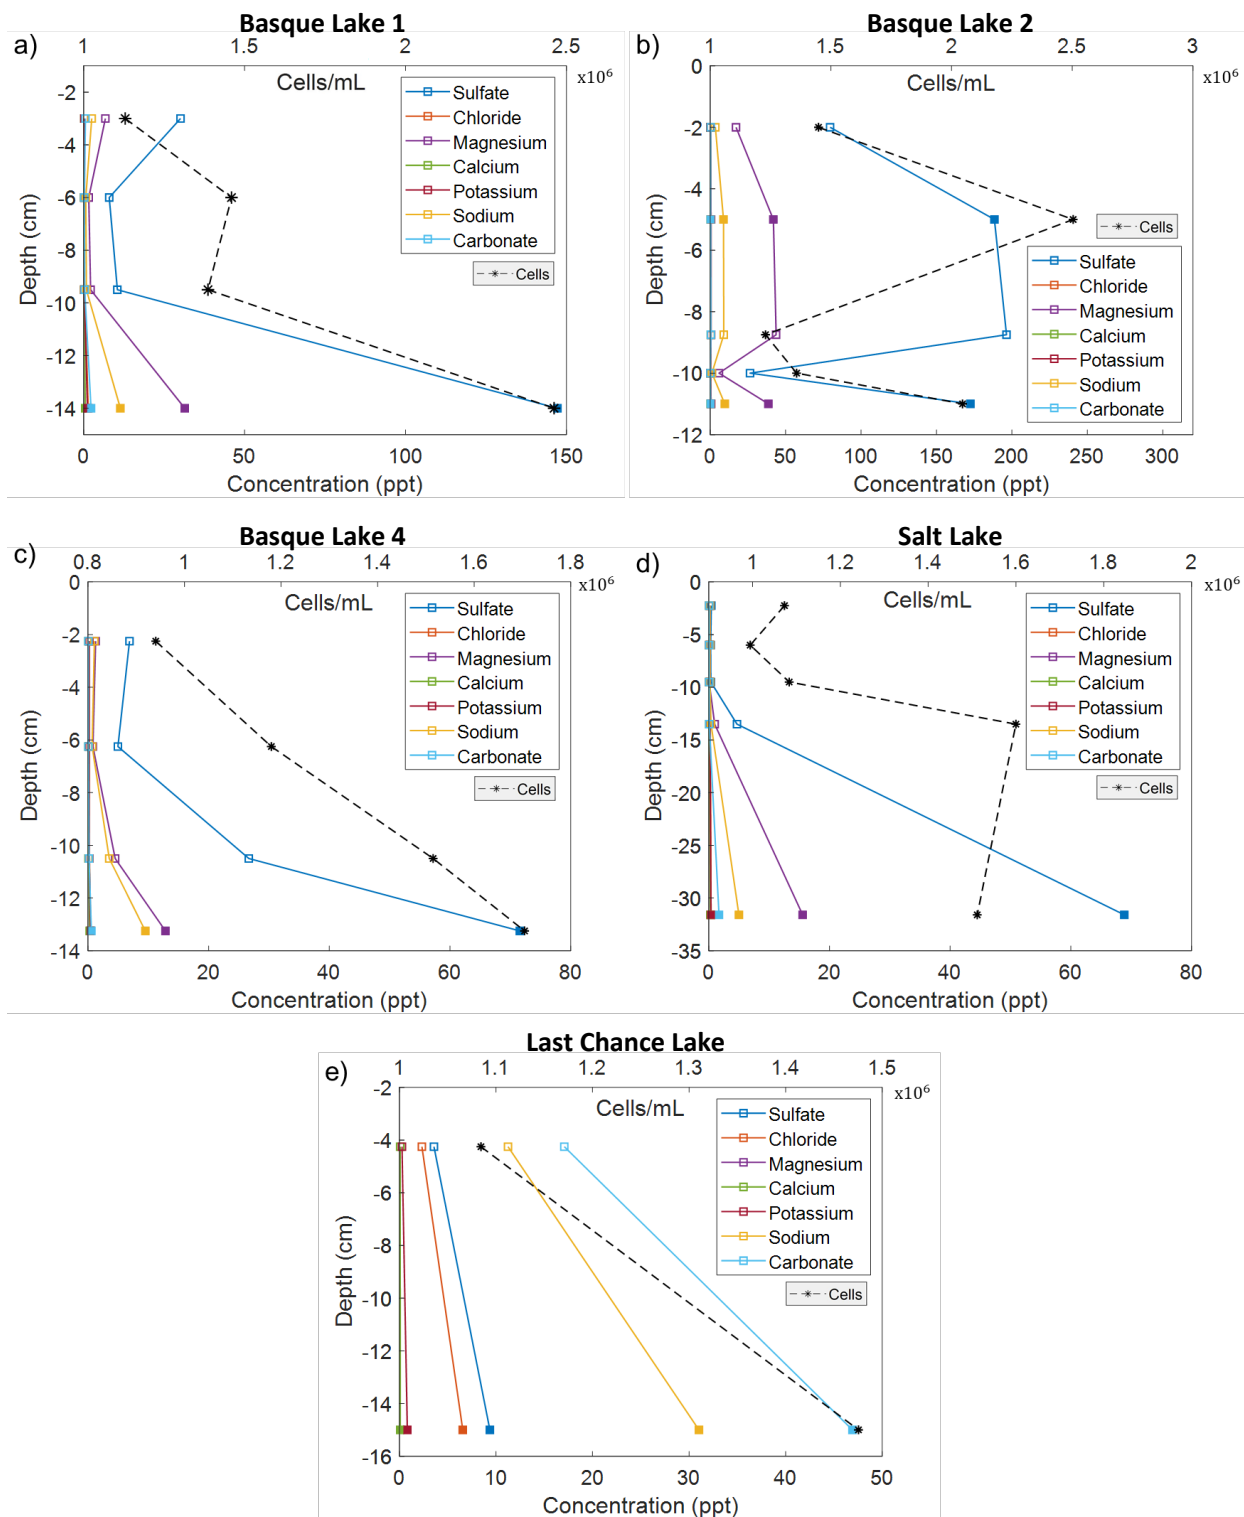 Basque Lake 1
a)
1 1.5 2 2.5
x10⁶
Cells/mL
-2
-4
-6
-8
-10
-12
-14
Depth (cm)
Sulfate
Chloride
Magnesium
Calcium
Potassium
Sodium
Carbonate
Cells
0 50 100 150
Concentration (ppt)
Basque Lake 2
b)
1 1.5 2 2.5 3
x10⁶
Cells/mL
0
-2
-4
-6
-8
-10
-12
Depth (cm)
Cells
Sulfate
Chloride
Magnesium
Calcium
Potassium
Sodium
Carbonate
0 50 100 150 200 250 300
Concentration (ppt)
Basque Lake 4
c)
0.8 1 1.2 1.4 1.6 1.8
x10⁶
Cells/mL
0
-2
-4
-6
-8
-10
-12
-14
Depth (cm)
Sulfate
Chloride
Magnesium
Calcium
Potassium
Sodium
Carbonate
Cells
0 20 40 60 80
Concentration (ppt)
Salt Lake
d)
1 1.2 1.4 1.6 1.8 2
x10⁶
Cells/mL
0
-5
-10
-15
-20
-25
-30
-35
Depth (cm)
Sulfate
Chloride
Magnesium
Calcium
Potassium
Sodium
Carbonate
Cells
0 20 40 60 80
Concentration (ppt)
Last Chance Lake
e)
1 1.1 1.2 1.3 1.4 1.5
x10⁶
Cells/mL
-2
-4
-6
-8
-10
-12
-14
-16
Depth (cm)
Sulfate
Chloride
Magnesium
Calcium
Potassium
Sodium
Carbonate
Cells
0 10 20 30 40 50
Concentration (ppt)